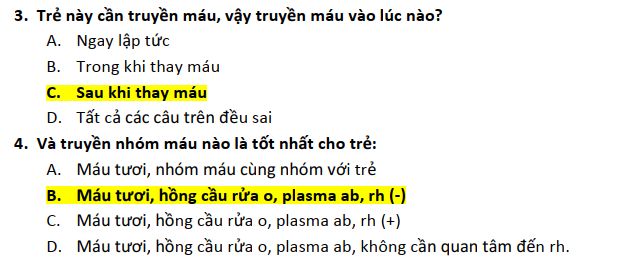 3. Trẻ này cần truyền máu, vậy truyền máu vào lúc nào?
A. Ngay lập tức
B. Trong khi thay máu
C. Sau khi thay máu
D. Tất cả các câu trên đều sai
4. Và truyền nhóm máu nào là tốt nhất cho trẻ:
A. Máu tươi, nhóm máu cùng nhóm với trẻ
B. Máu tươi, hồng cầu rửa o, plasma ab, rh (-)
C. Máu tươi, hồng cầu rửa o, plasma ab, rh (+)
D. Máu tươi, hồng cầu rửa o, plasma ab, không cần quan tâm đến rh.